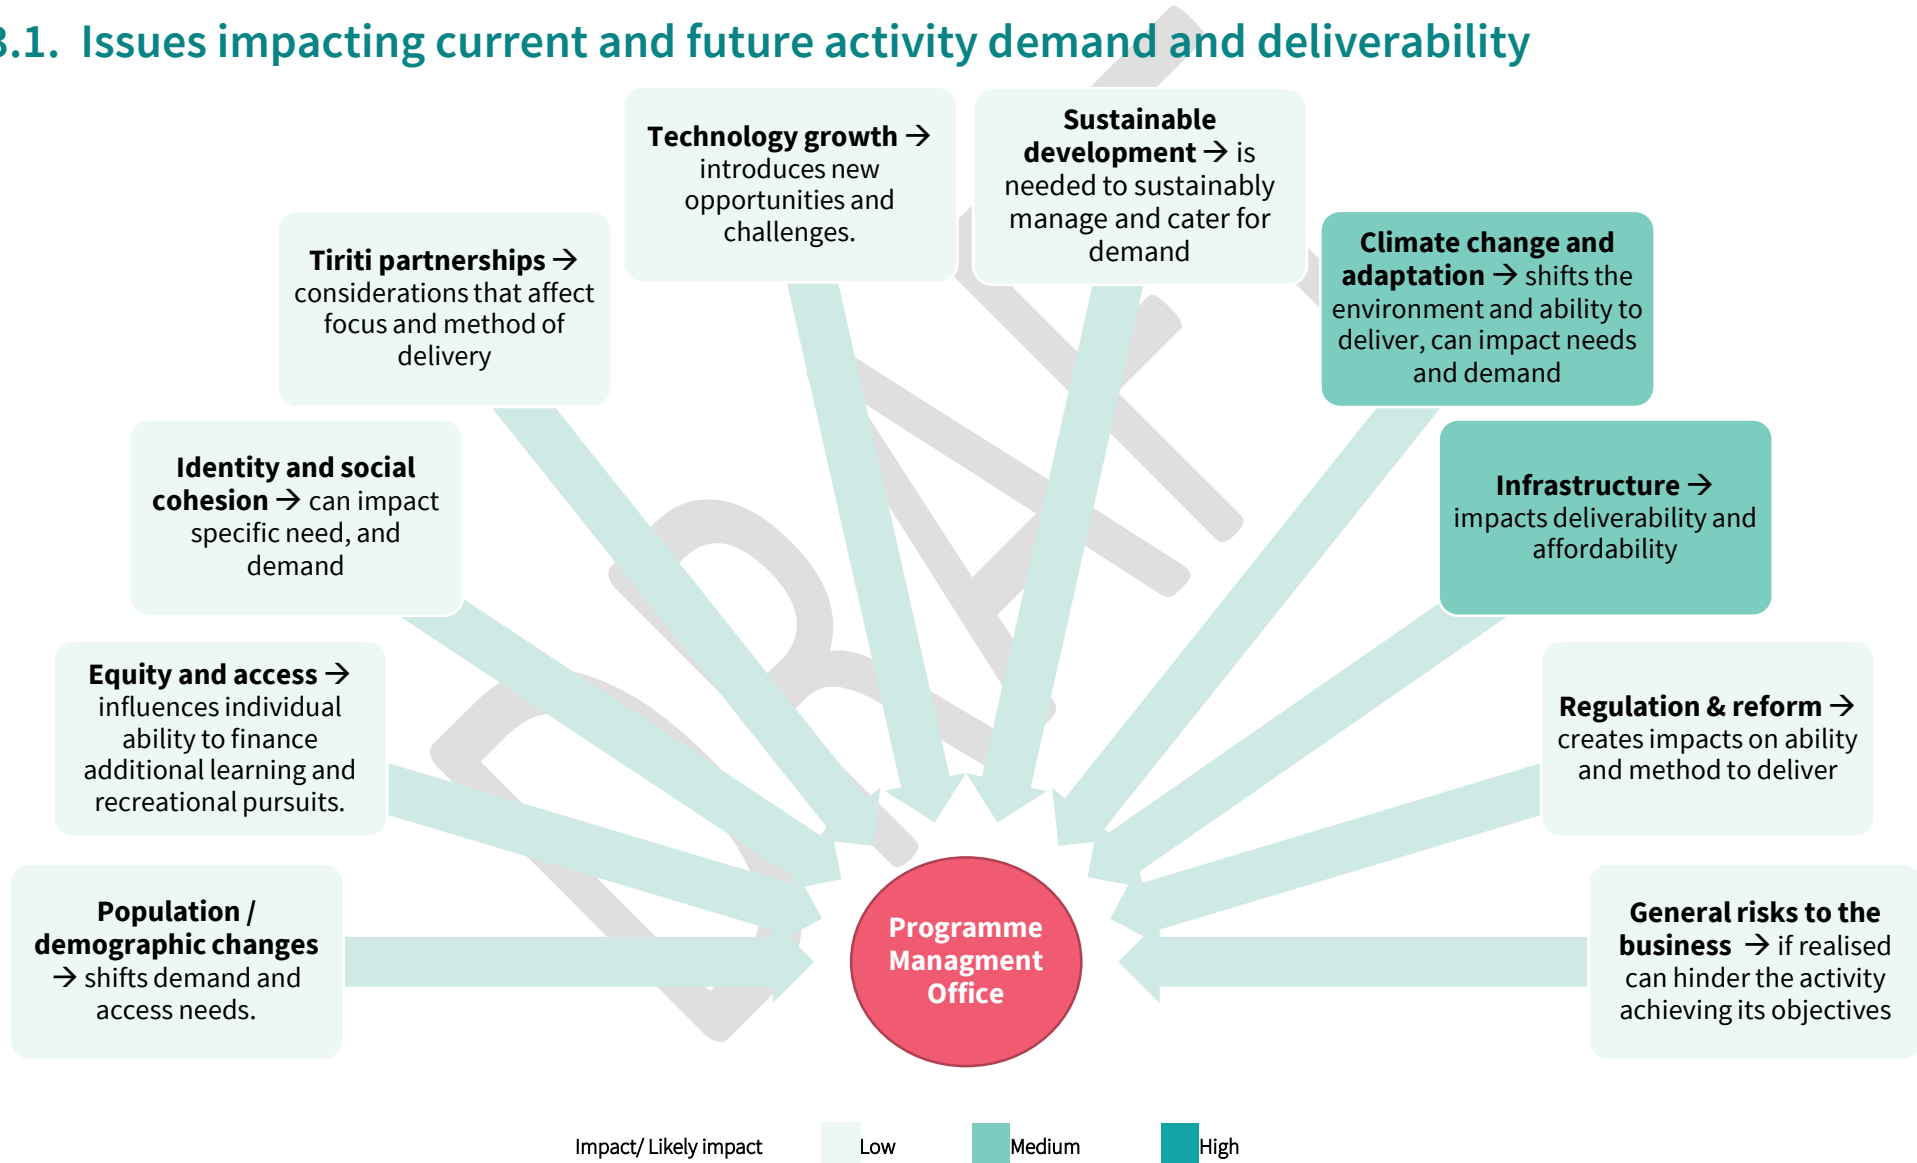 3.1. Issues impacting current and future activity demand and deliverability
Technology growth →
introduces new
opportunities and
challenges.
Sustainable
development → is
needed to sustainably
manage and cater for
demand
Tiriti partnerships →
considerations that affect
focus and method of
delivery
Climate change and
adaptation → shifts the
environment and ability to
deliver, can impact needs
and demand
Identity and social
cohesion → can impact
specific need, and
demand
Infrastructure →
impacts deliverability and
affordability
Equity and access →
influences individual
ability to finance
additional learning and
recreational pursuits.
Regulation & reform →
creates impacts on ability
and method to deliver
Population /
demographic changes
→ shifts demand and
access needs.
Programme
Managment
Office
General risks to the
business → if realised
can hinder the activity
achieving its objectives
DRAFT
Impact/ Likely impact Low Medium High